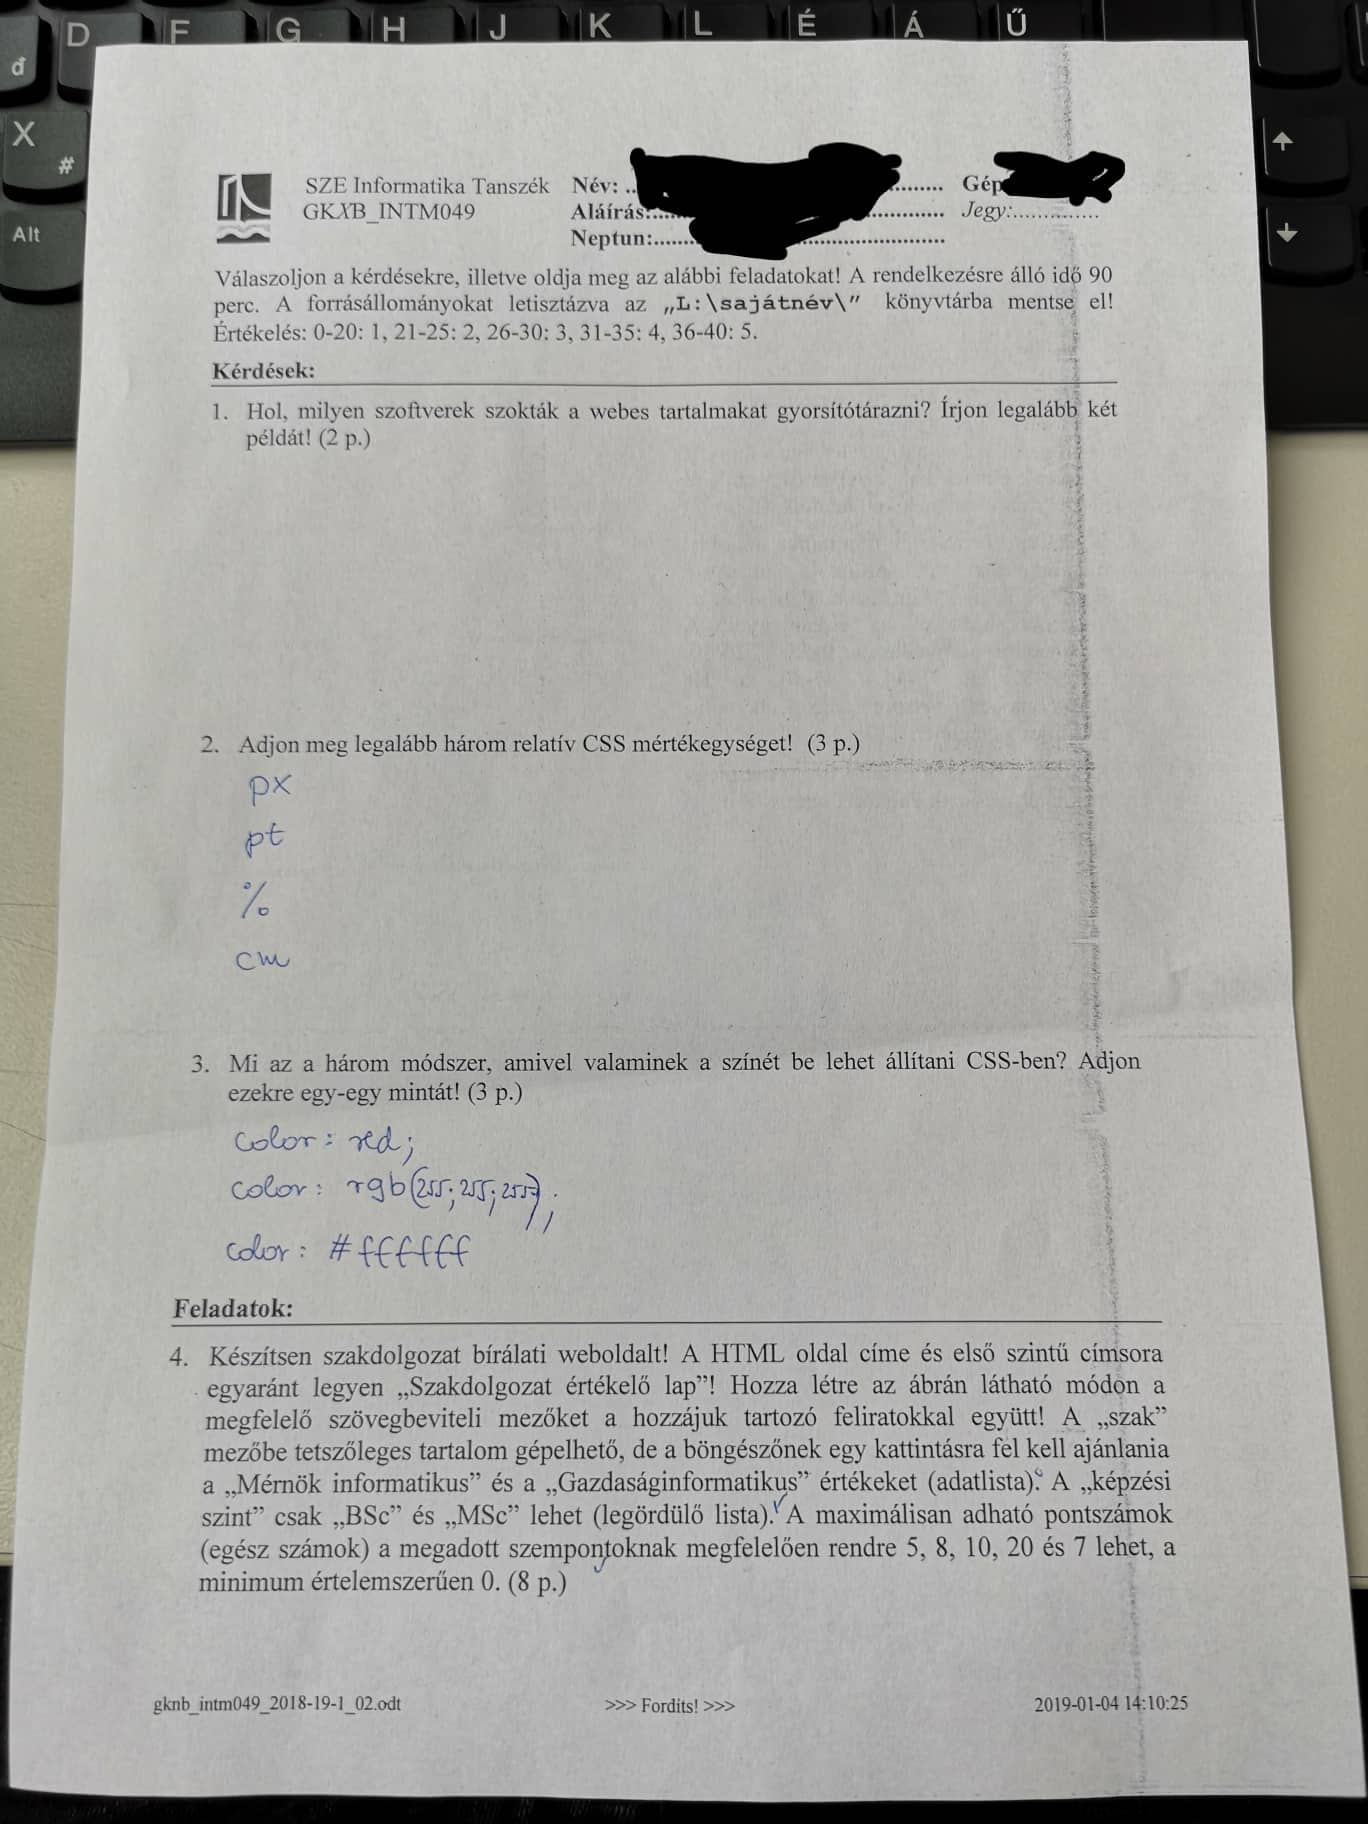 D F G H J K L É Á Ű
đ
X
#
Alt
SZE Informatika Tanszék Név: Gép
GKXB_INTM049 Aláírás: Jegy:
Neptun:
Válaszoljon a kérdésekre, illetve oldja meg az alábbi feladatokat! A rendelkezésre álló idő 90
perc. A forrásállományokat letisztázva az „L:\sajátnév\” könyvtárba mentse el!
Értékelés: 0-20: 1, 21-25: 2, 26-30: 3, 31-35: 4, 36-40: 5.
Kérdések:
1. Hol, milyen szoftverek szokták a webes tartalmakat gyorsítótárazni? Írjon legalább két
példát! (2 p.)
2. Adjon meg legalább három relatív CSS mértékegységet! (3 p.)
px
pt
%
cm
3. Mi az a három módszer, amivel valaminek a színét be lehet állítani CSS-ben? Adjon
ezekre egy-egy mintát! (3 p.)
color: red;
color: rgb(255; 255; 255);
color: #ffffff
Feladatok:
4. Készítsen szakdolgozat bírálati weboldalt! A HTML oldal címe és első szintű címsora
egyaránt legyen „Szakdolgozat értékelő lap”! Hozza létre az ábrán látható módon a
megfelelő szövegbeviteli mezőket a hozzájuk tartozó feliratokkal együtt! A „szak”
mezőbe tetszőleges tartalom gépelhető, de a böngészőnek egy kattintásra fel kell ajánlania
a „Mérnök informatikus” és a „Gazdaságinformatikus” értékeket (adatlista). A „képzési
szint” csak „BSc” és „MSc” lehet (legördülő lista). A maximálisan adható pontszámok
(egész számok) a megadott szempontoknak megfelelően rendre 5, 8, 10, 20 és 7 lehet, a
minimum értelemszerűen 0. (8 p.)
gknb_intm049_2018-19-1_02.odt >>> Fordíts! >>> 2019-01-04 14:10:25